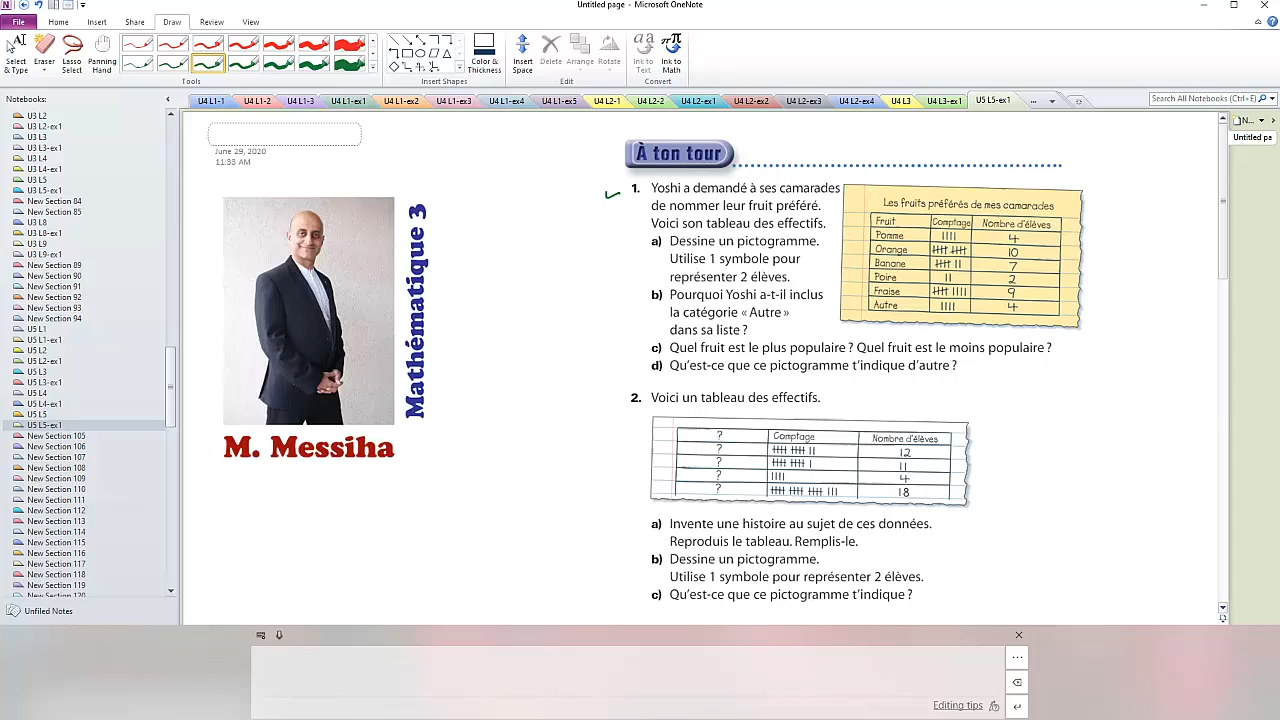 Untitled page - Microsoft OneNote
File Home Insert Share Draw Review View
Select & Type
Eraser
Lasso Select
Panning Hand
Color & Thickness
Insert Space
Delete
Arrange
Rotate
Ink to Text
Ink to Math
Tools
Insert Shapes
Edit
Convert
Notebooks:
U4 L1-1 U4 L1-2 U4 L1-3 U4 L1-ex1 U4 L1-ex2 U4 L1-ex3 U4 L1-ex4 U4 L1-ex5 U4 L2-1 U4 L2-2 U4 L2-ex1 U4 L2-ex2 U4 L2-ex3 U4 L2-ex4 U4 L3 U4 L3-ex1 U5 L5-ex1 ...
Search All Notebooks (Ctrl+E)
N...
Untitled pa
U3 L2
U3 L2-ex1
U3 L3
U3 L3-ex1
U3 L4
U3 L4-ex1
U3 L5
U3 L5-ex1
New Section 84
New Section 85
U3 L8
U3 L8-ex1
U3 L9
U3 L9-ex1
New Section 89
New Section 90
New Section 91
New Section 92
New Section 93
New Section 94
U5 L1
U5 L1-ex1
U5 L2
U5 L2-ex1
U5 L3
U5 L3-ex1
U5 L4
U5 L4-ex1
U5 L5
U5 L5-ex1
New Section 105
New Section 106
New Section 107
New Section 108
New Section 109
New Section 110
New Section 111
New Section 112
New Section 113
New Section 114
New Section 115
New Section 116
New Section 117
New Section 118
New Section 119
New Section 120
Unfiled Notes
June 29, 2020
11:33 AM
Mathématique 3
M. Messiha
À ton tour
1. Yoshi a demandé à ses camarades
de nommer leur fruit préféré.
Voici son tableau des effectifs.
a) Dessine un pictogramme.
Utilise 1 symbole pour
représenter 2 élèves.
b) Pourquoi Yoshi a-t-il inclus
la catégorie « Autre »
dans sa liste ?
c) Quel fruit est le plus populaire ? Quel fruit est le moins populaire ?
d) Qu'est-ce que ce pictogramme t'indique d'autre ?
Les fruits préférés de mes camarades
Fruit Comptage Nombre d'élèves
Pomme 4
Orange 10
Banane 7
Poire 2
Fraise 9
Autre 4
2. Voici un tableau des effectifs.
? Comptage Nombre d'élèves
? 12
? 11
? 4
? 18
a) Invente une histoire au sujet de ces données.
Reproduis le tableau. Remplis-le.
b) Dessine un pictogramme.
Utilise 1 symbole pour représenter 2 élèves.
c) Qu'est-ce que ce pictogramme t'indique ?
Editing tips